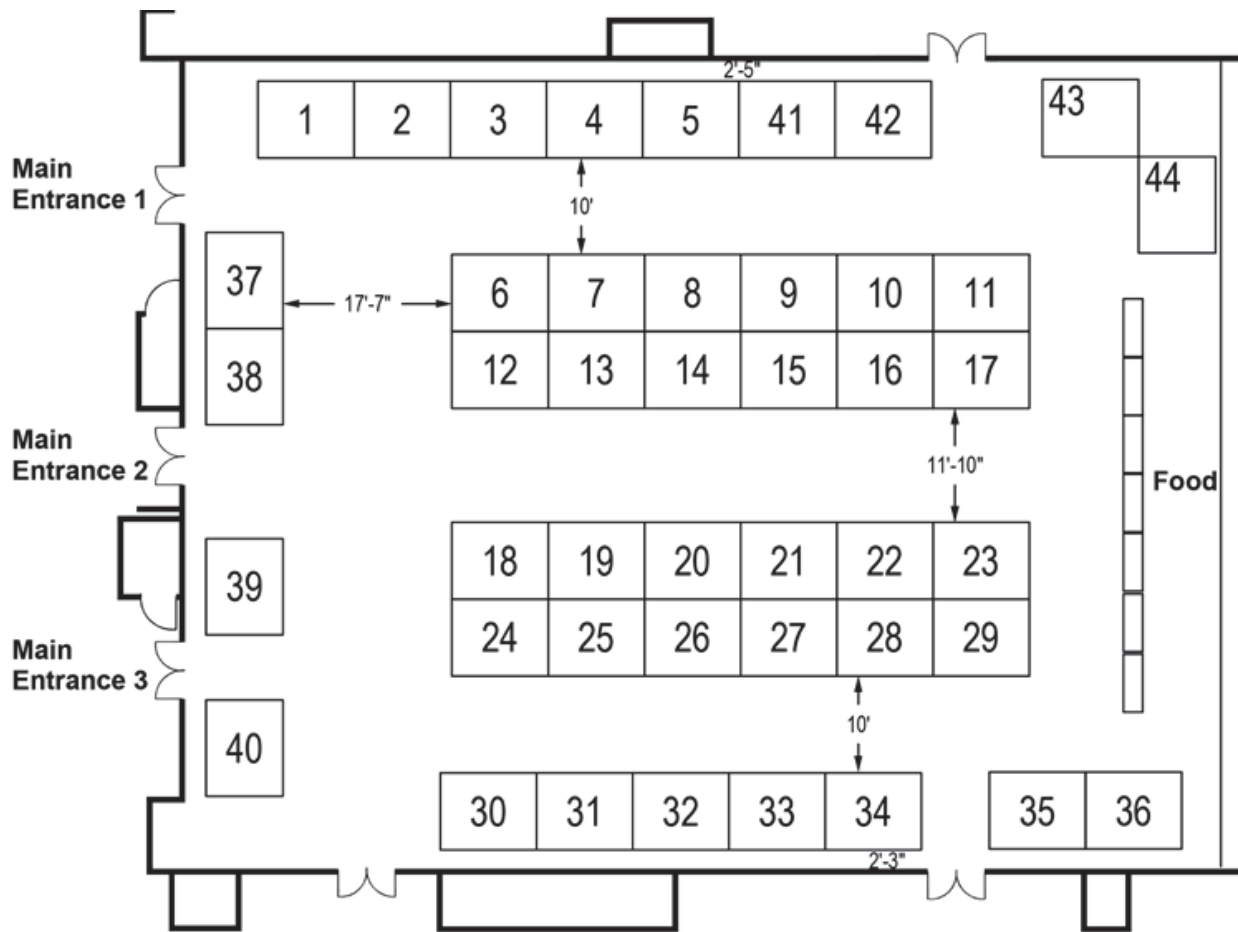 2'-5"
1 2 3 4 5 41 42
43
44
Main
Entrance 1
10'
37
17'-7"
6 7 8 9 10 11
38
12 13 14 15 16 17
Main
Entrance 2
11'-10"
Food
39
18 19 20 21 22 23
24 25 26 27 28 29
Main
Entrance 3
40
10'
30 31 32 33 34
35 36
2'-3"